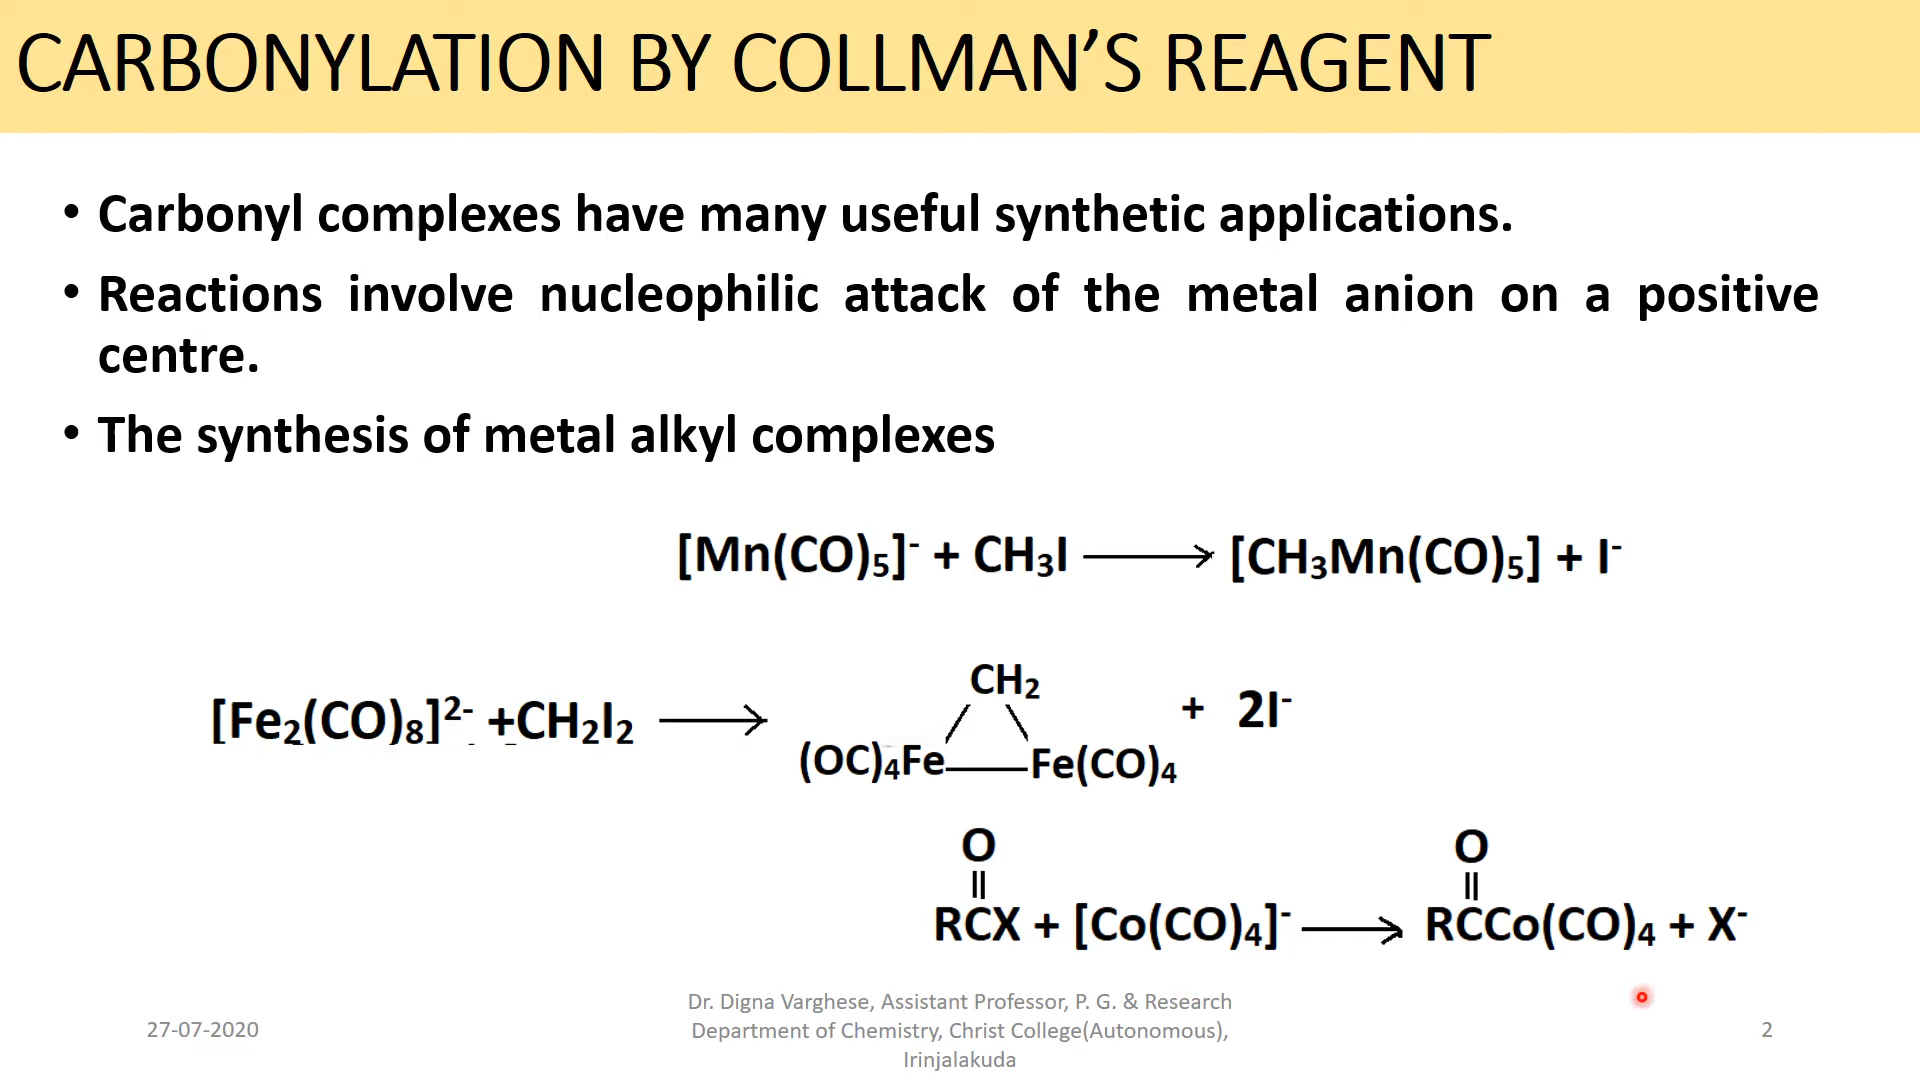 CARBONYLATION BY COLLMAN’S REAGENT
• Carbonyl complexes have many useful synthetic applications.
• Reactions involve nucleophilic attack of the metal anion on a positive
centre.
• The synthesis of metal alkyl complexes
[Mn(CO)₅]⁻ + CH₃I ⟶ [CH₃Mn(CO)₅] + I⁻
CH₂
[Fe₂(CO)₈]²⁻ +CH₂I₂ ⟶ + 2I⁻
(OC)₄Fe Fe(CO)₄
O O
RCX + [Co(CO)₄]⁻ ⟶ RCCo(CO)₄ + X⁻
Dr. Digna Varghese, Assistant Professor, P. G. & Research
27-07-2020 Department of Chemistry, Christ College(Autonomous), 2
Irinjalakuda